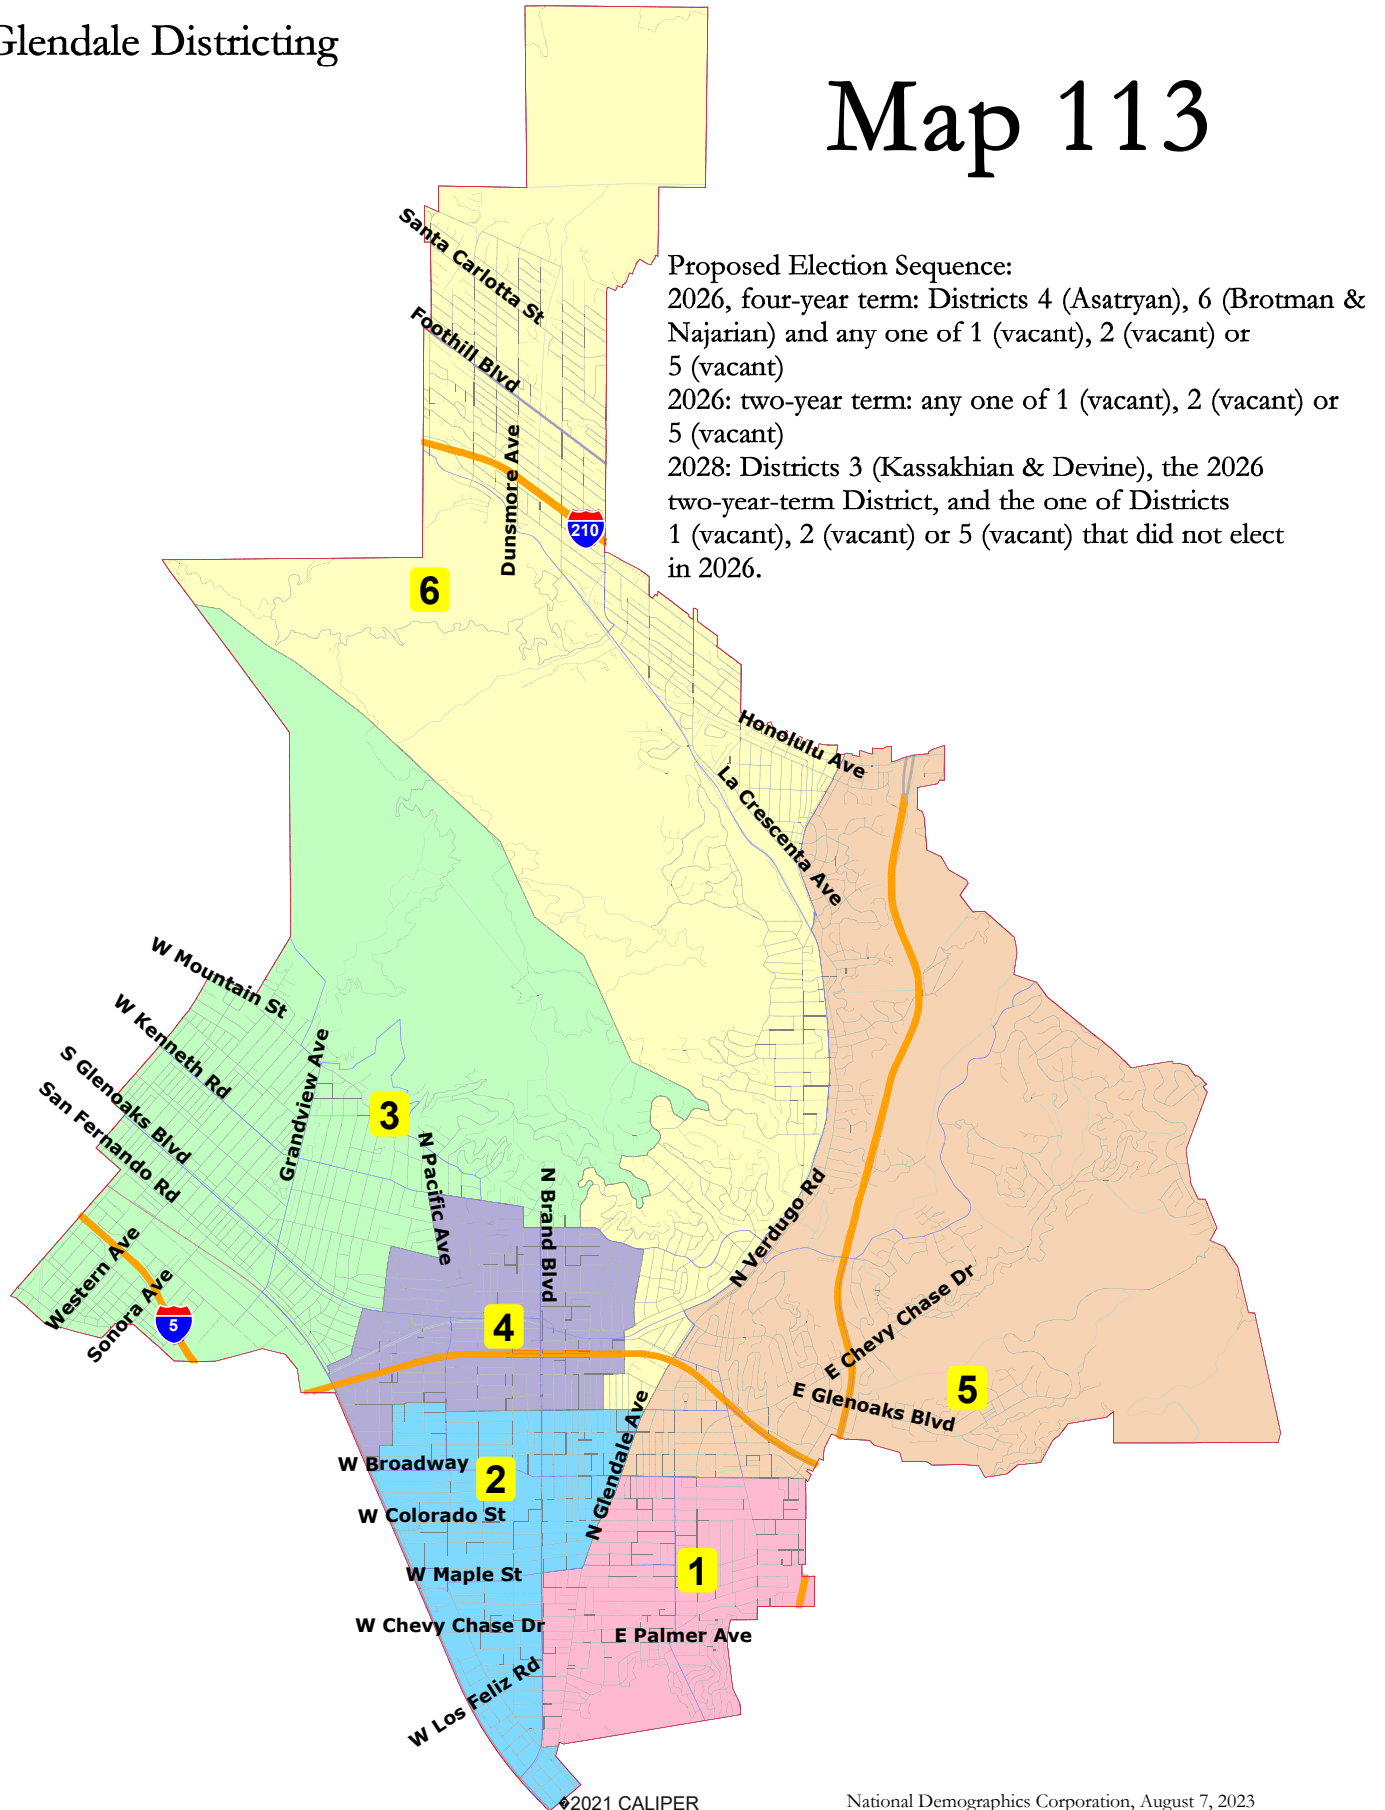 Glendale Districting
Map 113
Proposed Election Sequence:
2026, four-year term: Districts 4 (Asatryan), 6 (Brotman &
Najarian) and any one of 1 (vacant), 2 (vacant) or
5 (vacant)
2026: two-year term: any one of 1 (vacant), 2 (vacant) or
5 (vacant)
2028: Districts 3 (Kassakhian & Devine), the 2026
two-year-term District, and the one of Districts
1 (vacant), 2 (vacant) or 5 (vacant) that did not elect
in 2026.
Santa Carlotta St
Foothill Blvd
Dunsmore Ave
210
6
Honolulu Ave
La Crescenta Ave
W Mountain St
W Kenneth Rd
S Glenoaks Blvd
San Fernando Rd
Grandview Ave
3
N Pacific Ave
N Brand Blvd
N Verdugo Rd
Western Ave
Sonora Ave
5
4
E Chevy Chase Dr
E Glenoaks Blvd
5
N Glendale Ave
W Broadway
2
W Colorado St
W Maple St
1
W Chevy Chase Dr
E Palmer Ave
W Los Feliz Rd
�2021 CALIPER
National Demographics Corporation, August 7, 2023